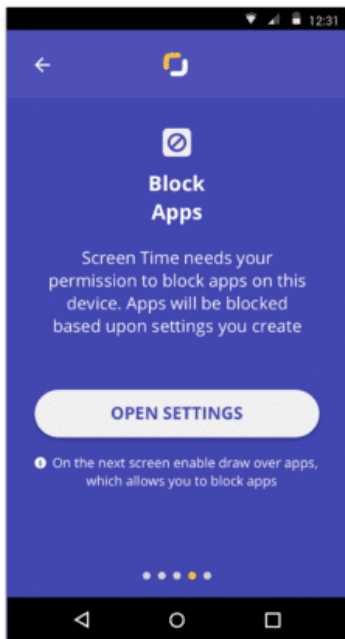 12:31
Block
Apps
Screen Time needs your
permission to block apps on this
device. Apps will be blocked
based upon settings you create
OPEN SETTINGS
On the next screen enable draw over apps,
which allows you to block apps